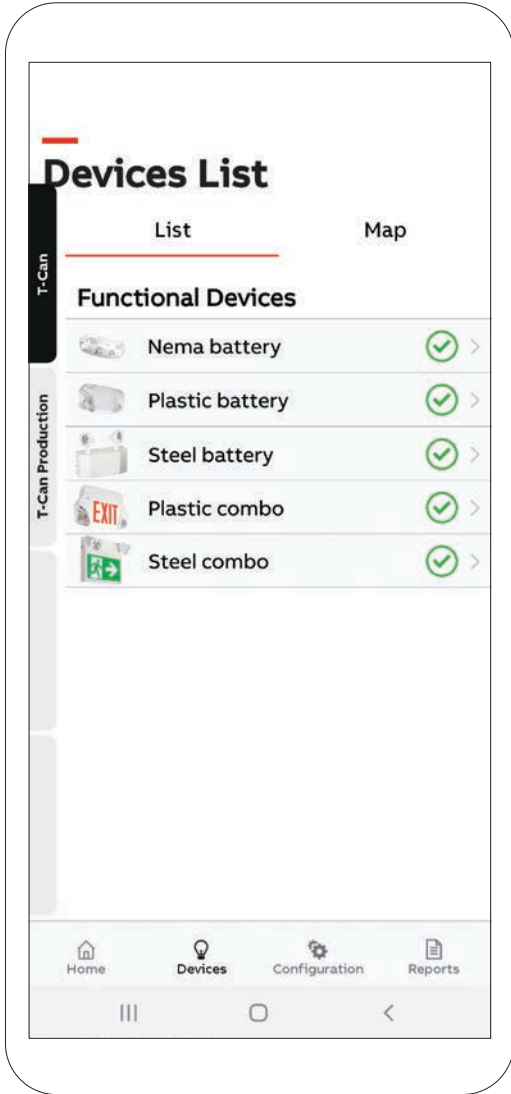 Devices List
List
Map
T-Can
T-Can Production
Functional Devices
Nema battery
Plastic battery
Steel battery
EXIT
Plastic combo
Steel combo
Home
Devices
Configuration
Reports